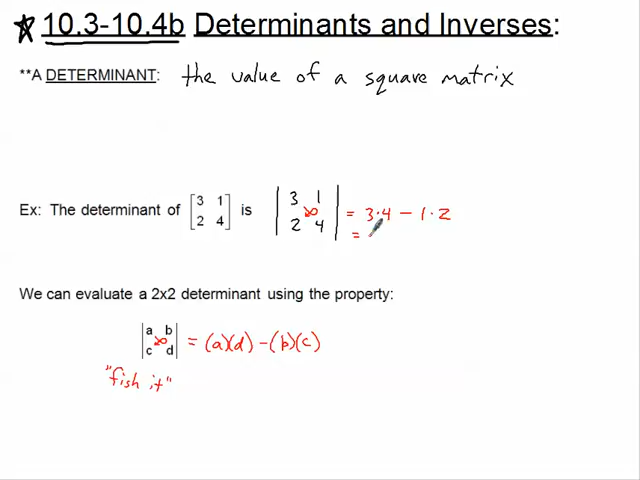 ☆ 10.3-10.4b Determinants and Inverses:
**A DETERMINANT: the value of a square matrix
Ex: The determinant of [3 1 is |3 1| = 3·4 - 1·2
2 4] |2 4| =
We can evaluate a 2x2 determinant using the property:
|a b| = (a)(d) - (b)(c)
|c d|
"fish it"